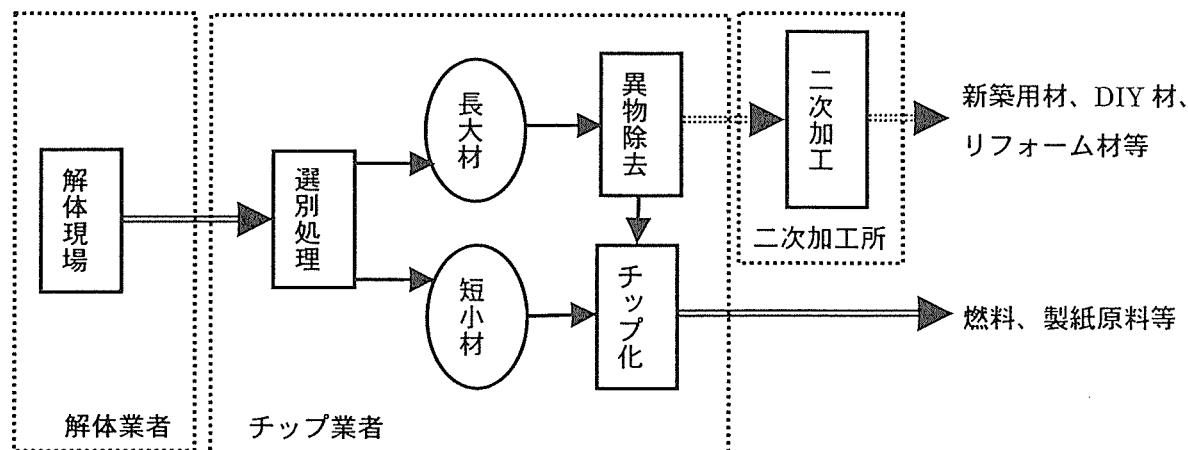 解体現場
解体業者
選別処理
長大材
短小材
異物除去
チップ化
チップ業者
二次加工
二次加工所
新築用材、DIY 材、
リフォーム材等
燃料、製紙原料等